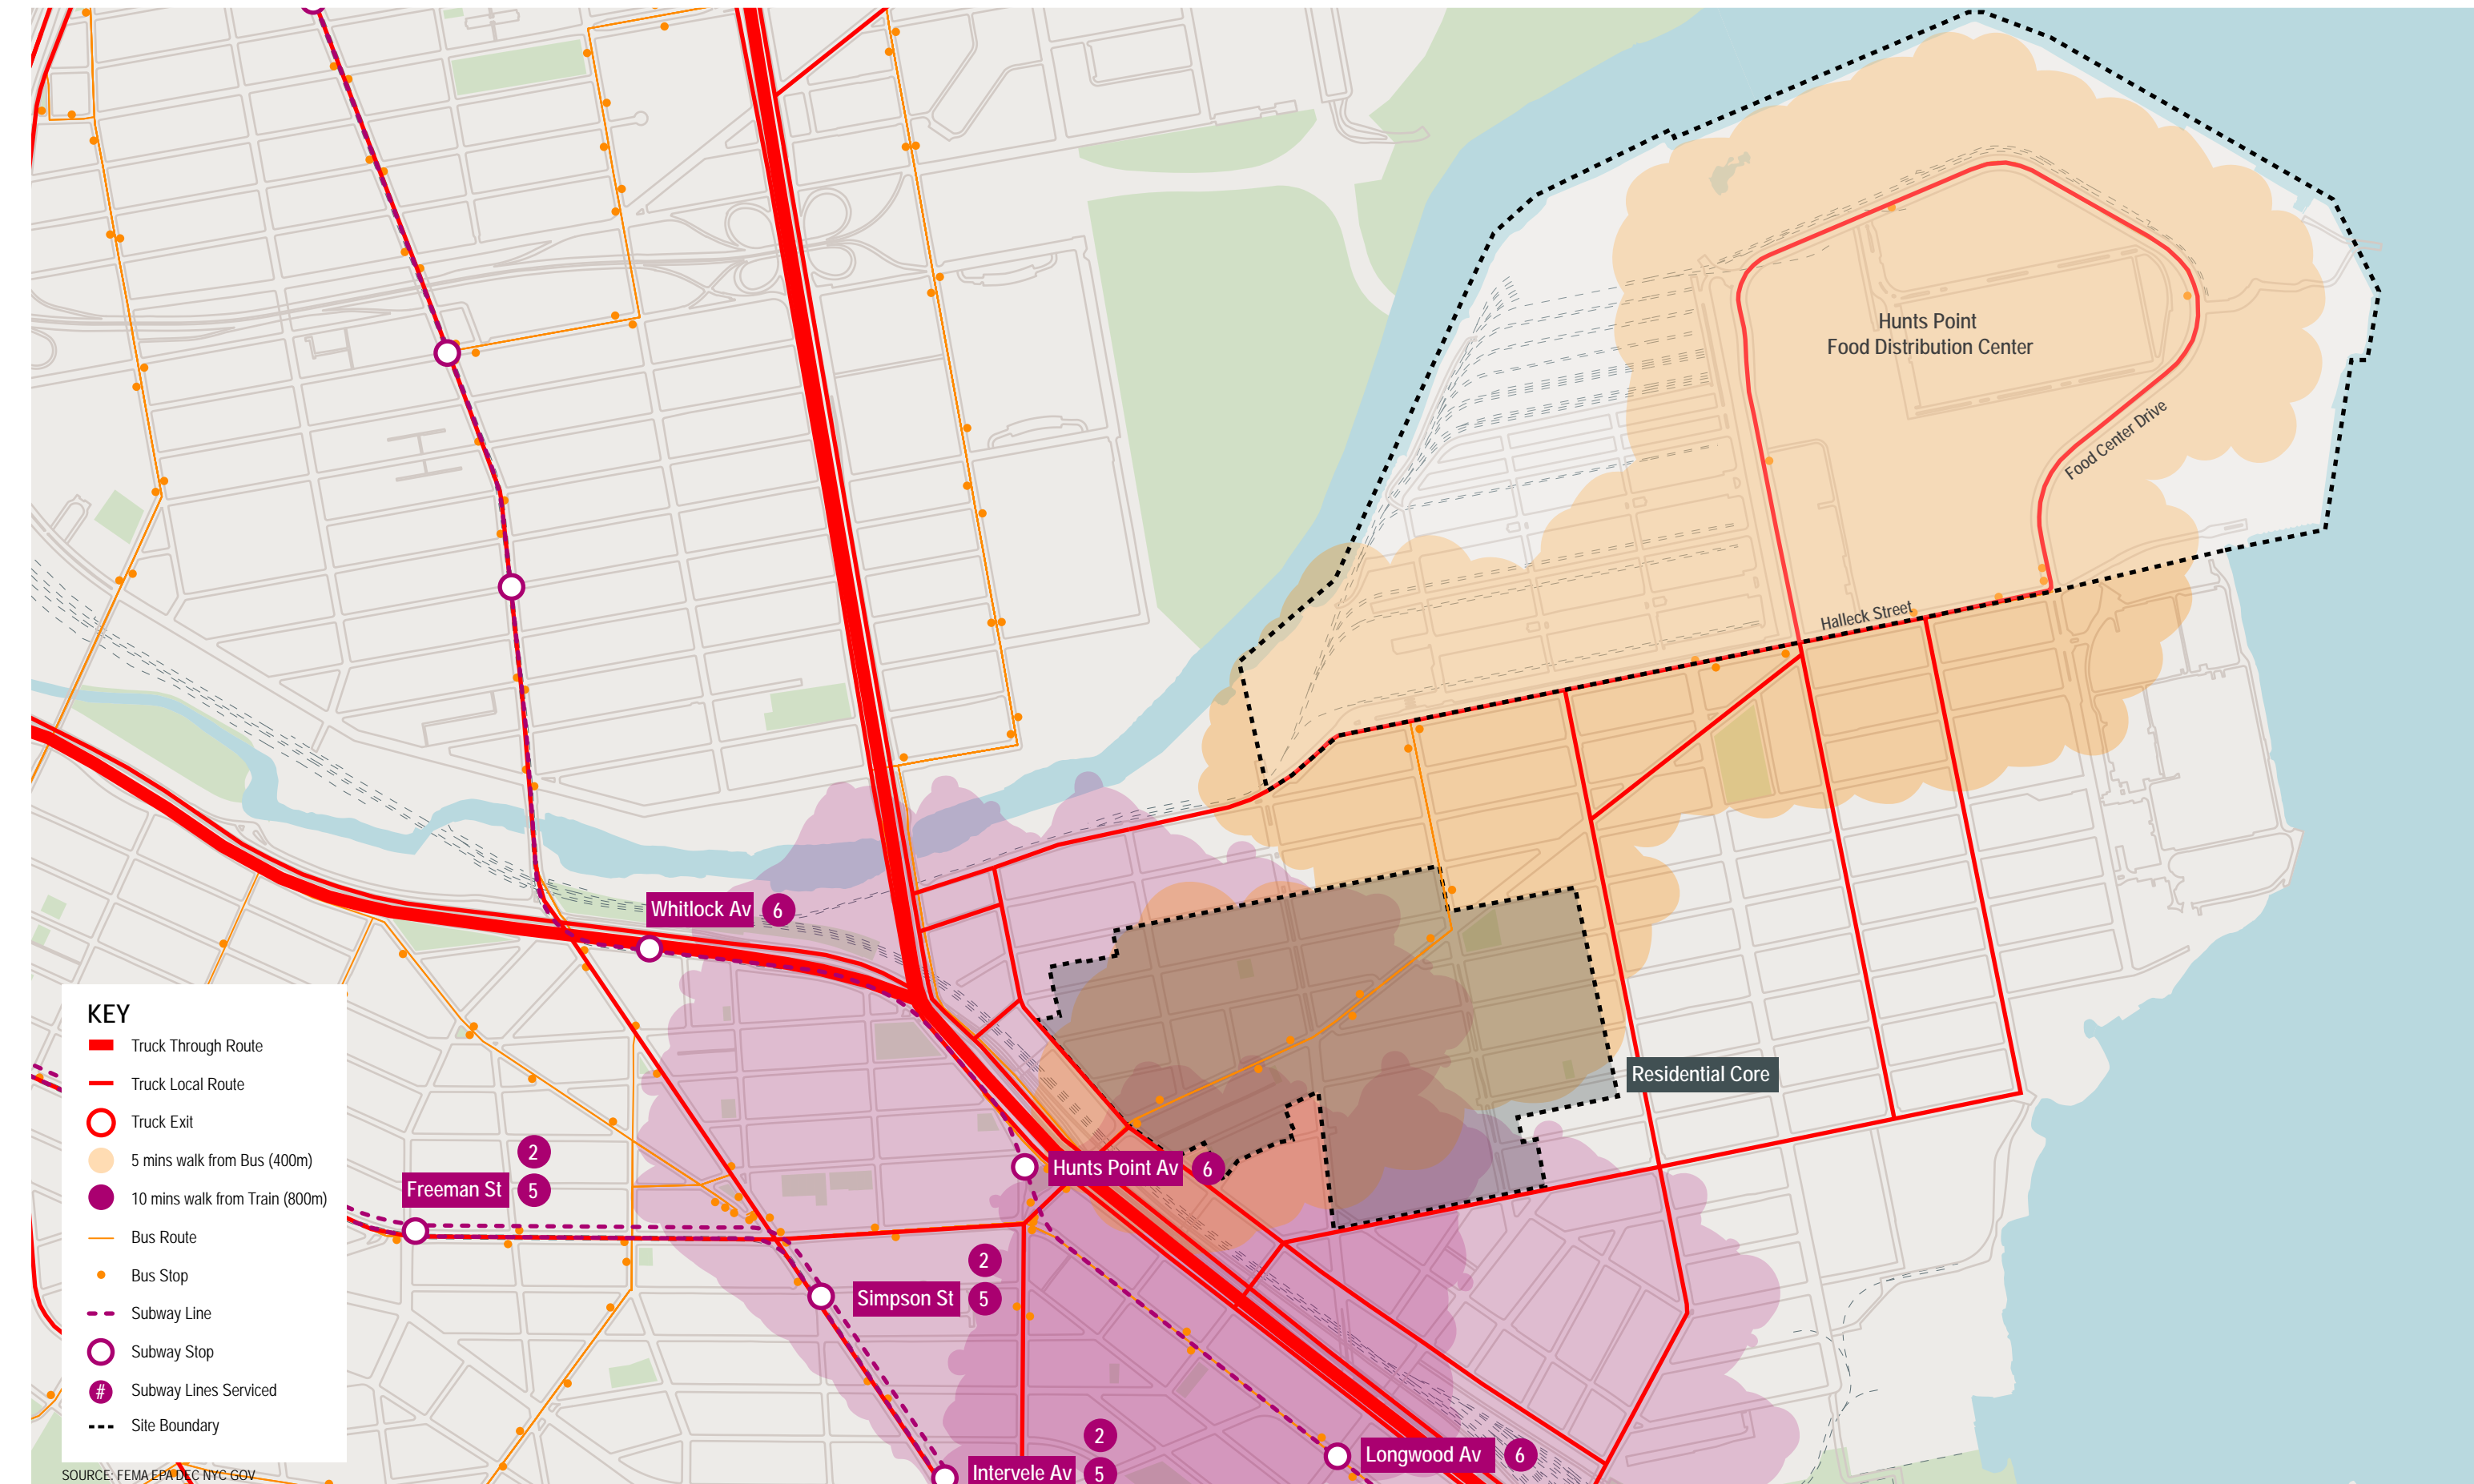 Hunts Point
Food Distribution Center
Food Center Drive
Halleck Street
Whitlock Av 6
Residential Core
Hunts Point Av 6
2
Freeman St 5
2
Simpson St 5
2
Intervele Av 5
Longwood Av 6
KEY
Truck Through Route
Truck Local Route
Truck Exit
5 mins walk from Bus (400m)
10 mins walk from Train (800m)
Bus Route
Bus Stop
Subway Line
Subway Stop
# Subway Lines Serviced
Site Boundary
SOURCE: FEMA EPA DEC NYC GOV